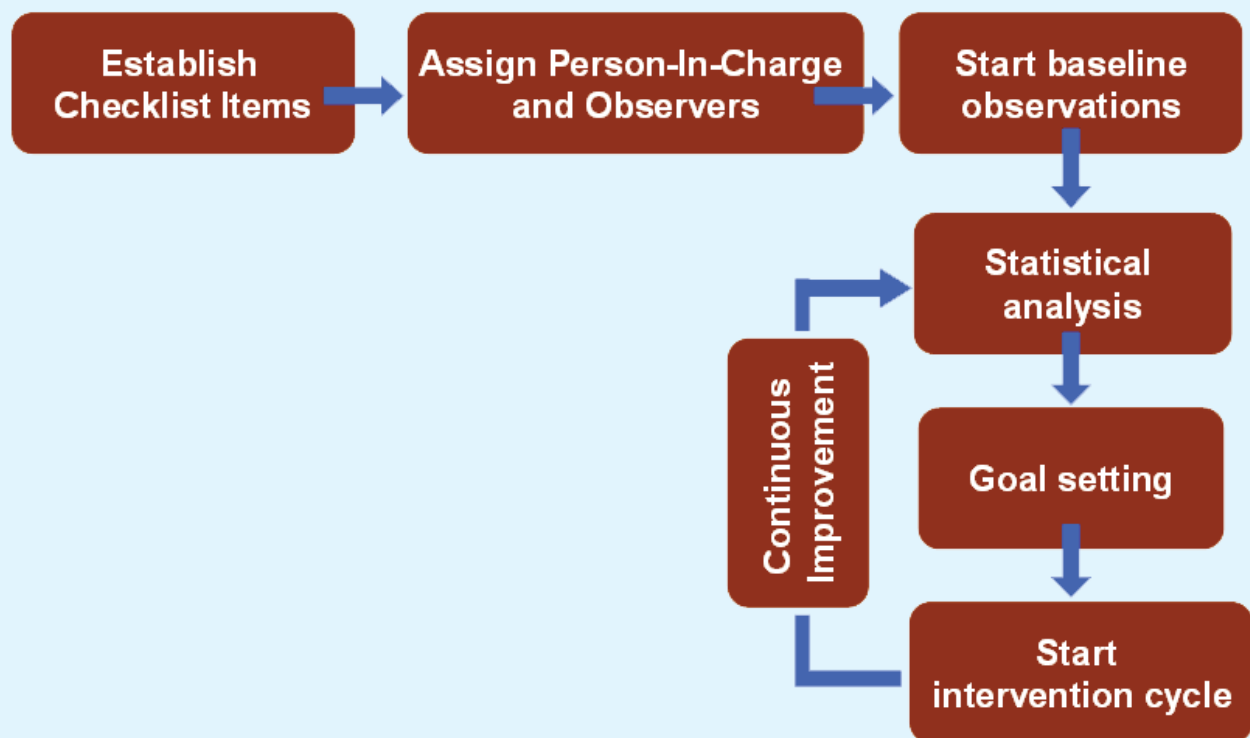 Establish
Checklist Items
Assign Person-In-Charge
and Observers
Start baseline
observations
Statistical
analysis
Goal setting
Start
intervention cycle
Continuous
Improvement